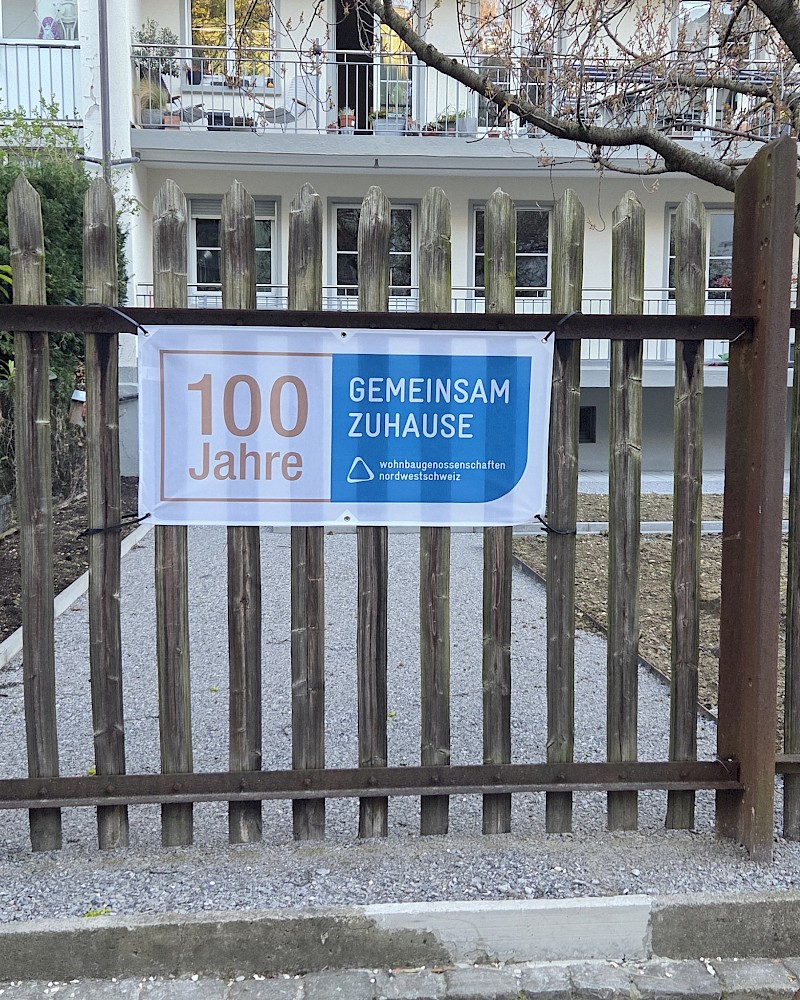 100
Jahre
GEMEINSAM
ZUHAUSE
wohnbaugenossenschaften
nordwestschweiz